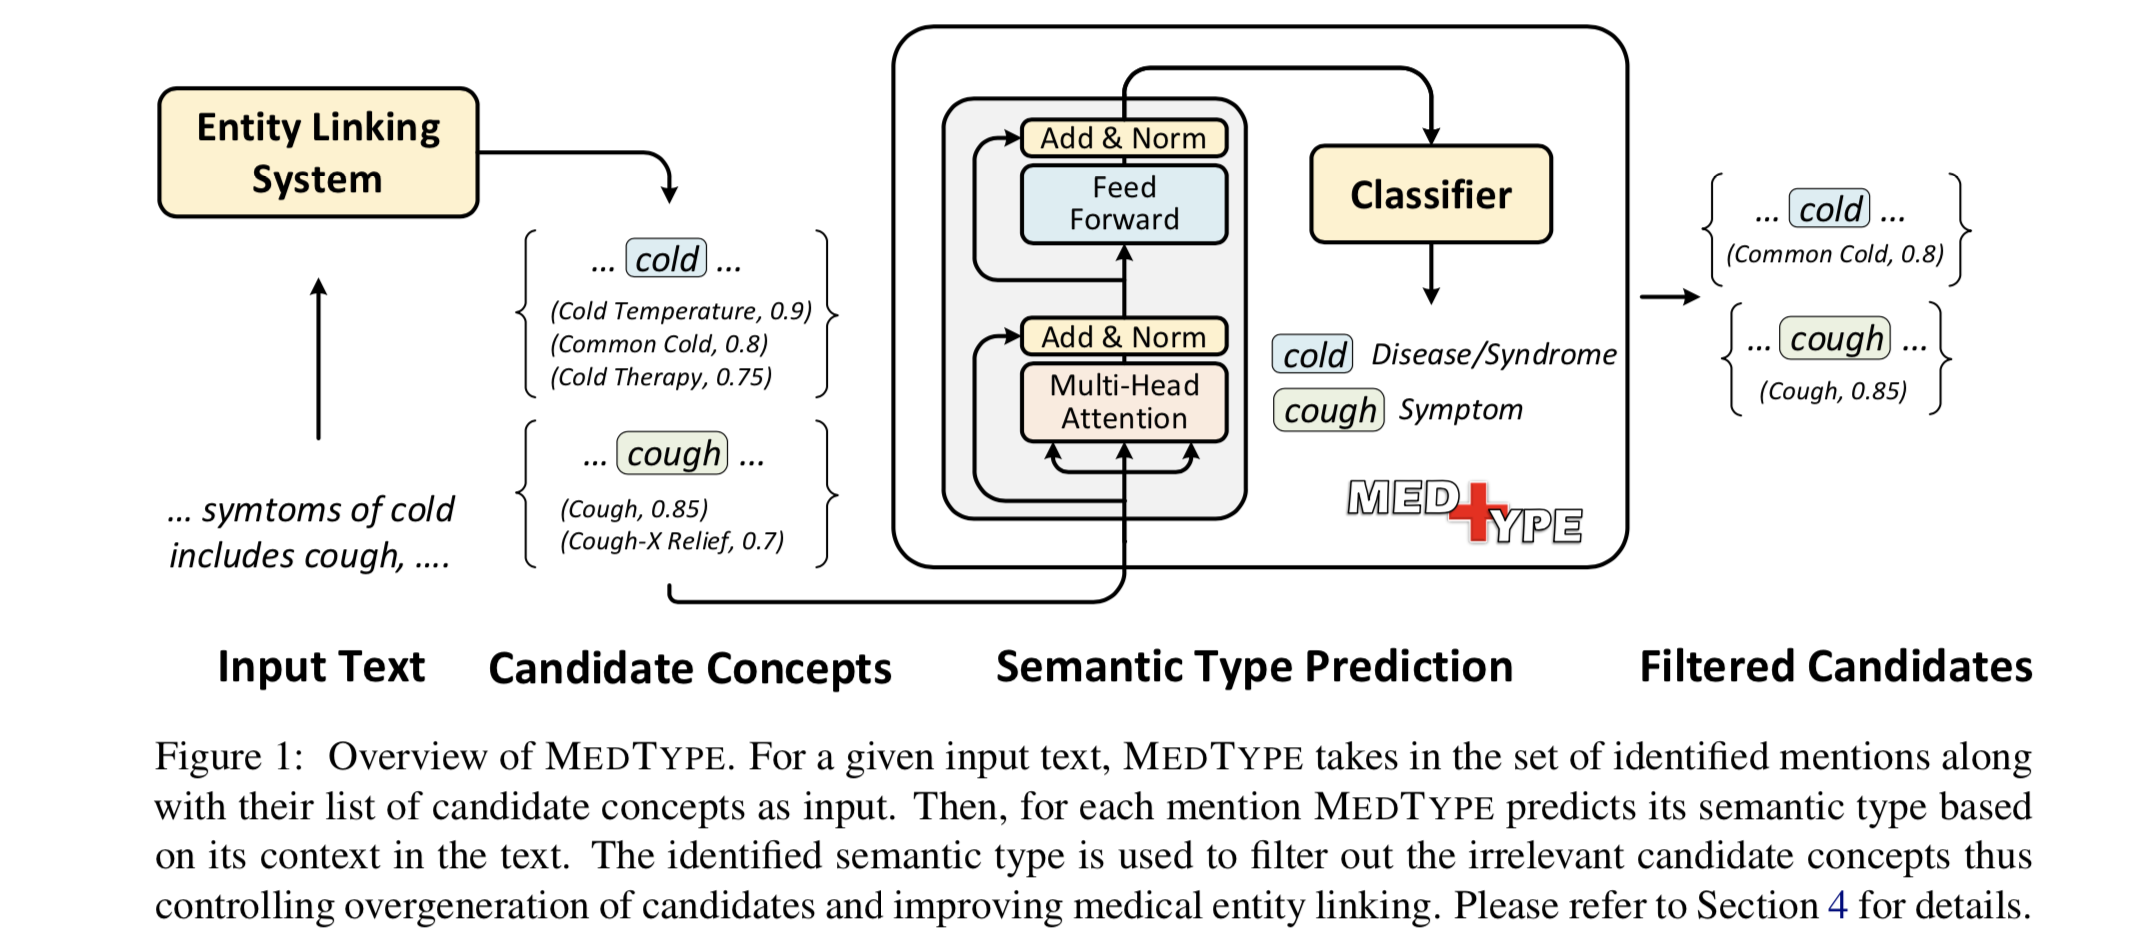 Entity Linking
System
... symtoms of cold
includes cough, ....
Input Text
... cold ...
(Cold Temperature, 0.9)
(Common Cold, 0.8)
(Cold Therapy, 0.75)
... cough ...
(Cough, 0.85)
(Cough-X Relief, 0.7)
Candidate Concepts
Add & Norm
Feed
Forward
Add & Norm
Multi-Head
Attention
Classifier
cold Disease/Syndrome
cough Symptom
MEDTYPE
Semantic Type Prediction
... cold ...
(Common Cold, 0.8)
... cough ...
(Cough, 0.85)
Filtered Candidates
Figure 1: Overview of MEDTYPE. For a given input text, MEDTYPE takes in the set of identified mentions along
with their list of candidate concepts as input. Then, for each mention MEDTYPE predicts its semantic type based
on its context in the text. The identified semantic type is used to filter out the irrelevant candidate concepts thus
controlling overgeneration of candidates and improving medical entity linking. Please refer to Section 4 for details.